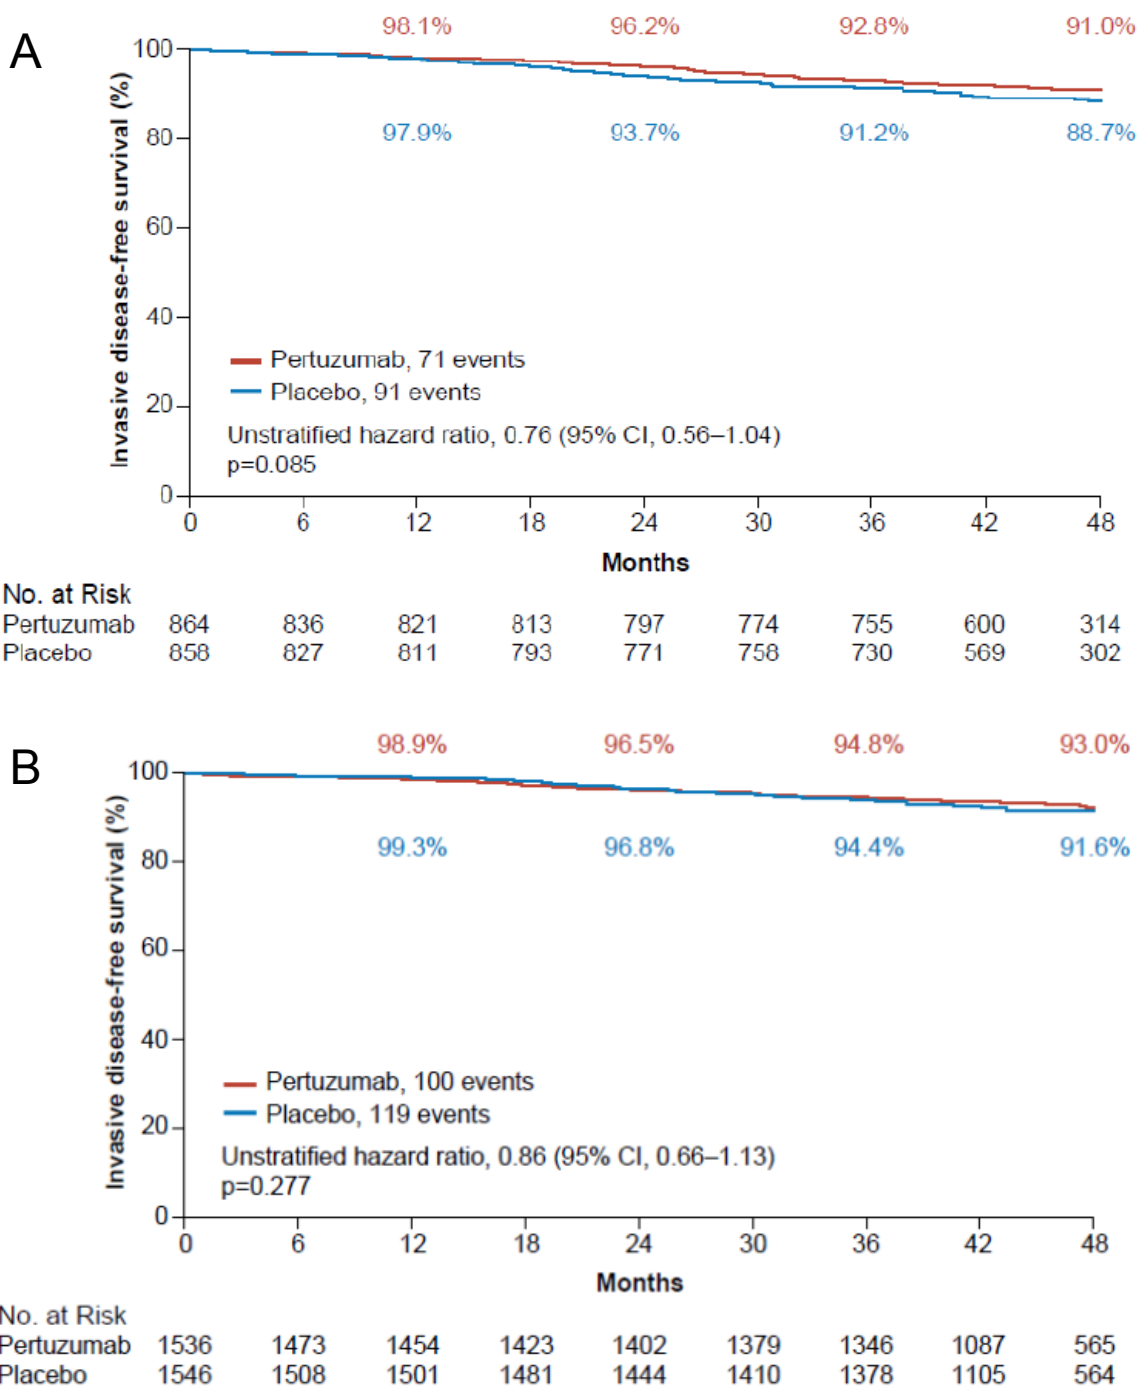 A
98.1% 96.2% 92.8% 91.0%
100
97.9% 93.7% 91.2% 88.7%
80
60
40
20
0
Invasive disease-free survival (%)
Pertuzumab, 71 events
Placebo, 91 events
Unstratified hazard ratio, 0.76 (95% CI, 0.56–1.04)
p=0.085
0 6 12 18 24 30 36 42 48
Months
No. at Risk
Pertuzumab 864 836 821 813 797 774 755 600 314
Placebo 858 827 811 793 771 758 730 569 302
B
98.9% 96.5% 94.8% 93.0%
100
99.3% 96.8% 94.4% 91.6%
80
60
40
20
0
Invasive disease-free survival (%)
Pertuzumab, 100 events
Placebo, 119 events
Unstratified hazard ratio, 0.86 (95% CI, 0.66–1.13)
p=0.277
0 6 12 18 24 30 36 42 48
Months
No. at Risk
Pertuzumab 1536 1473 1454 1423 1402 1379 1346 1087 565
Placebo 1546 1508 1501 1481 1444 1410 1378 1105 564